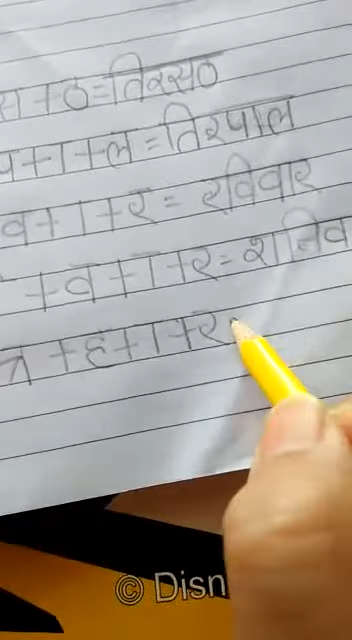 स + ठ = तिरसठ
प + ा + ल = तिरपाल
व + ा + र = रविवार
+ व + ा + र = शनिव
त्र + ह + ा + र
© Disn